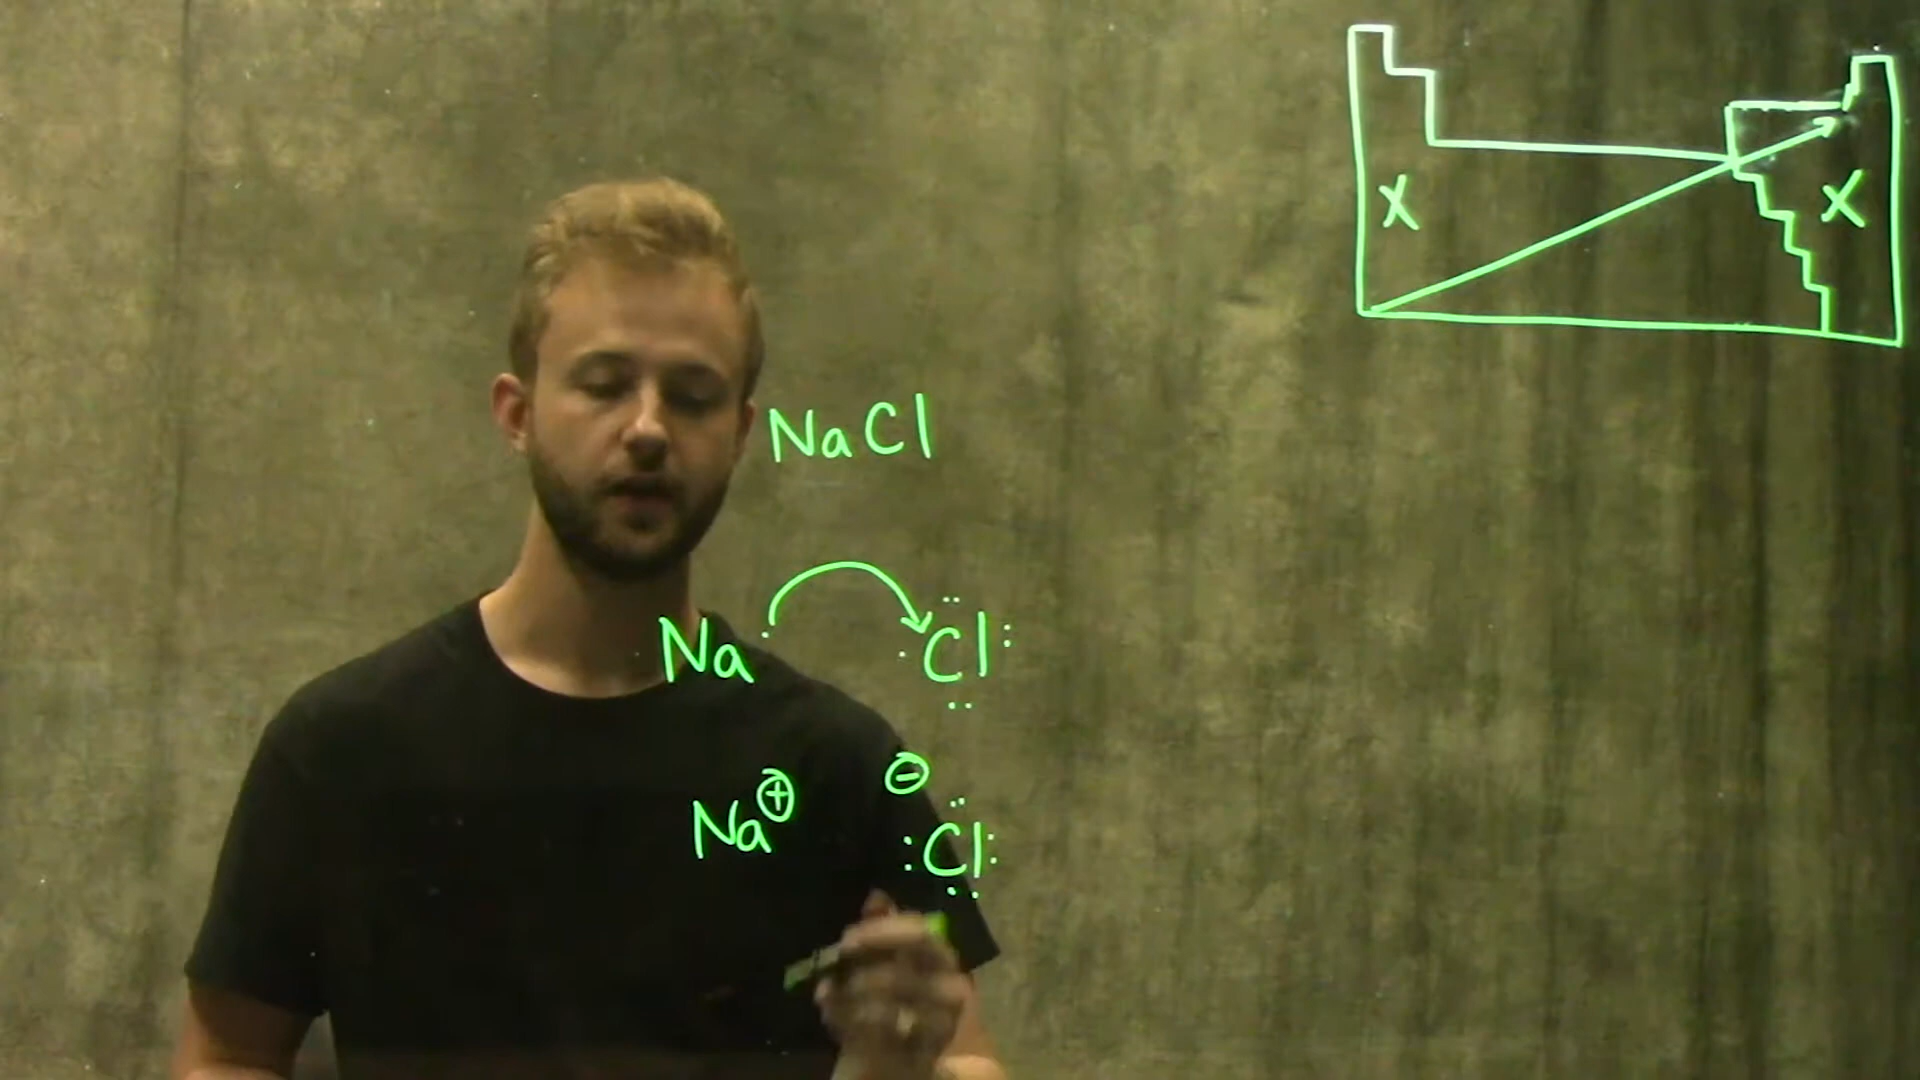 X X
NaCl
Na· ·Cl:
Na⊕ ⊖ :Cl: